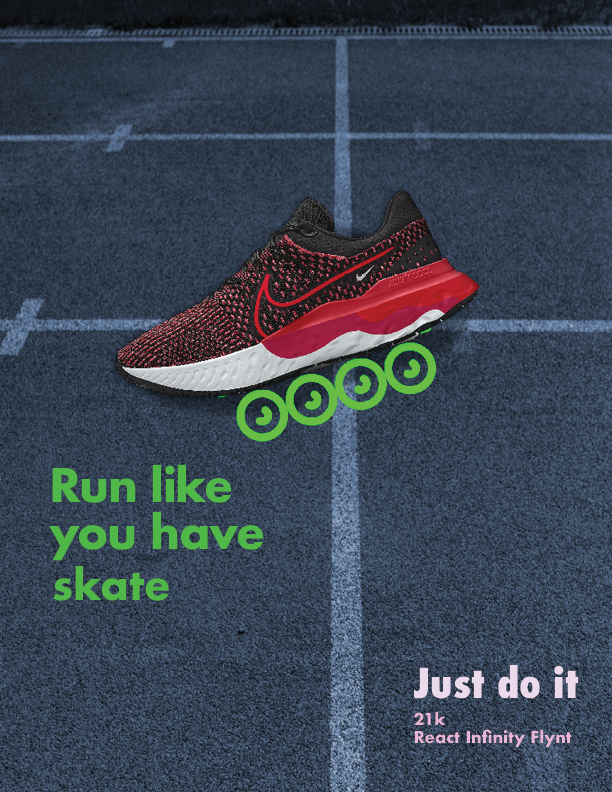 Run like
you have
skate
Just do it
21k
React Infinity Flynt